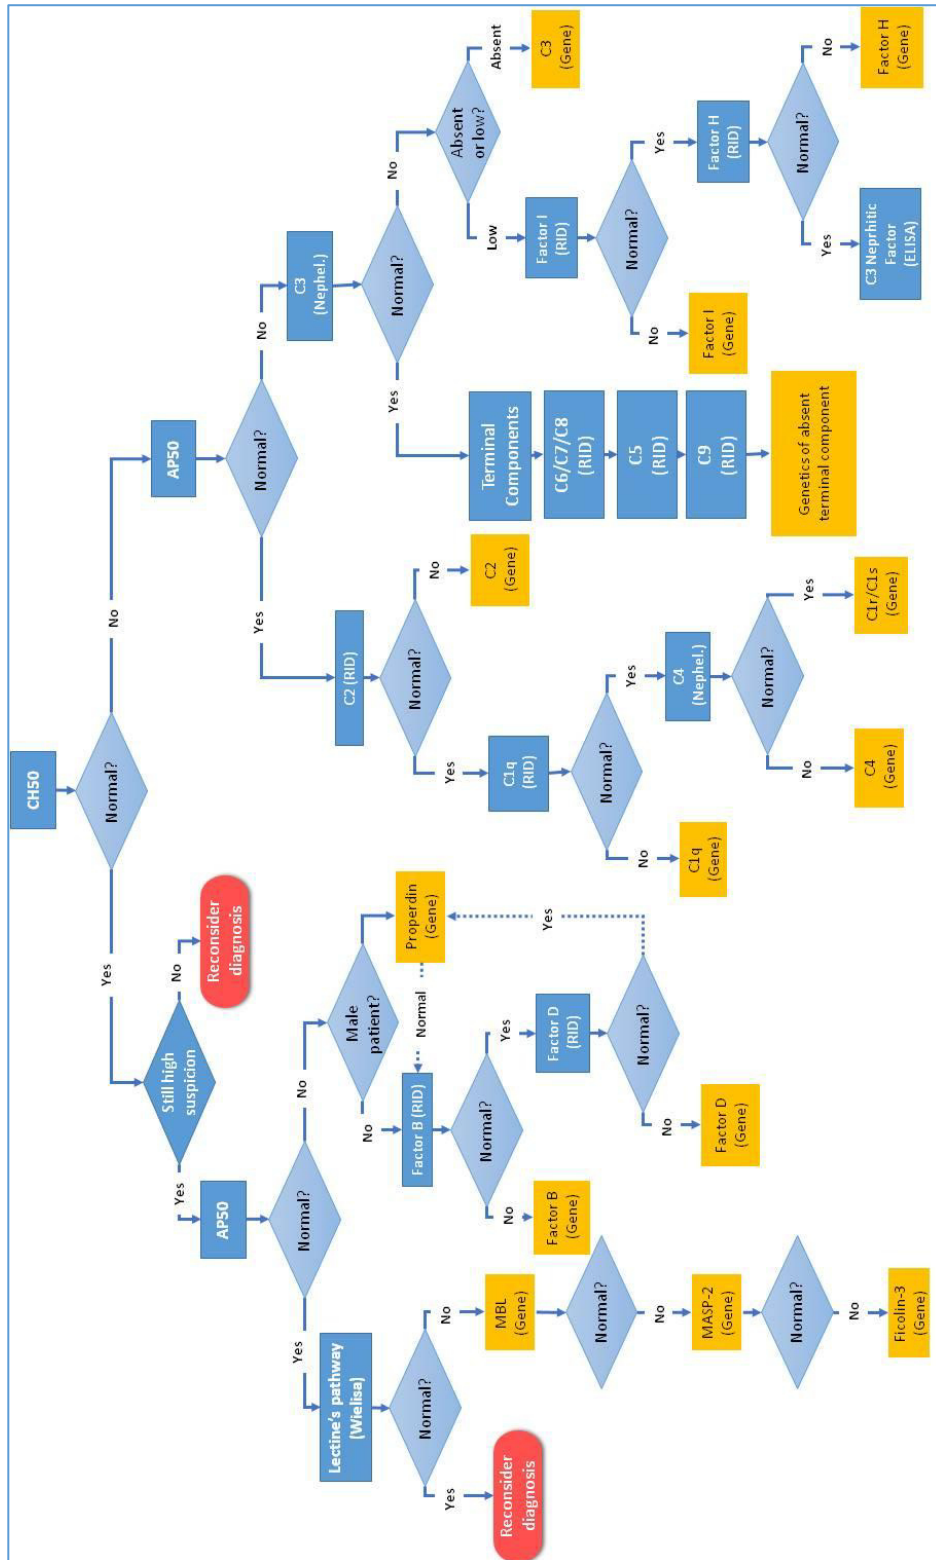 CH50
Normal?
Yes
No
Still high
suspicion
No
Reconsider
diagnosis
Yes
AP50
Normal?
Yes
No
Lectine's pathway
(Wielisa)
Normal?
Yes
Reconsider
diagnosis
No
MBL
(Gene)
Normal?
No
MASP-2
(Gene)
Normal?
No
Ficolin-3
(Gene)
Male
patient?
No
Properdin
(Gene)
Normal
Factor B (RID)
Normal?
No
Factor B
(Gene)
Yes
Factor D
(RID)
Normal?
No
Factor D
(Gene)
Yes
AP50
Normal?
Yes
No
C2 (RID)
Normal?
No
C2
(Gene)
Yes
C1q
(RID)
Normal?
No
C1q
(Gene)
Yes
C4
(Nephel.)
Normal?
No
C4
(Gene)
Yes
C1r/C1s
(Gene)
C3
(Nephel.)
Normal?
Yes
No
Terminal
Components
C6/C7/C8
(RID)
C5
(RID)
C9
(RID)
Genetics of absent
terminal component
Absent
or low?
Absent
C3
(Gene)
Low
Factor I
(RID)
Normal?
No
Factor I
(Gene)
Yes
Factor H
(RID)
Normal?
Yes
C3 Neprhitic
Factor
(ELISA)
No
Factor H
(Gene)